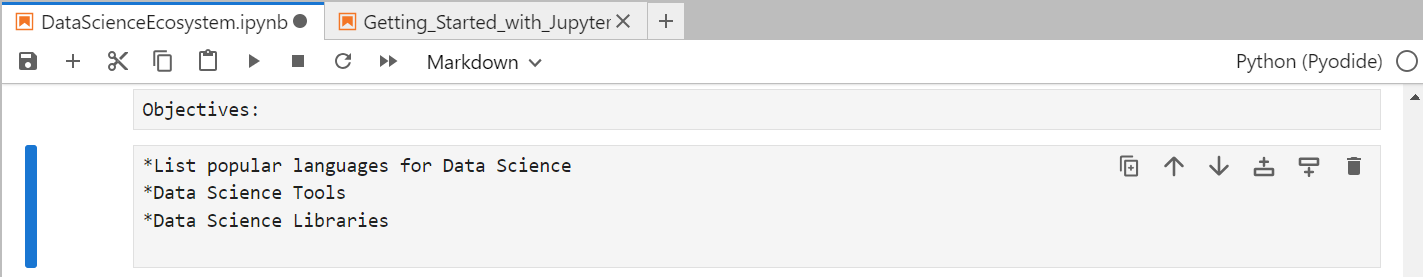 DataScienceEcosystem.ipynb
Getting_Started_with_Jupyter
Markdown
Python (Pyodide)
Objectives:
*List popular languages for Data Science
*Data Science Tools
*Data Science Libraries